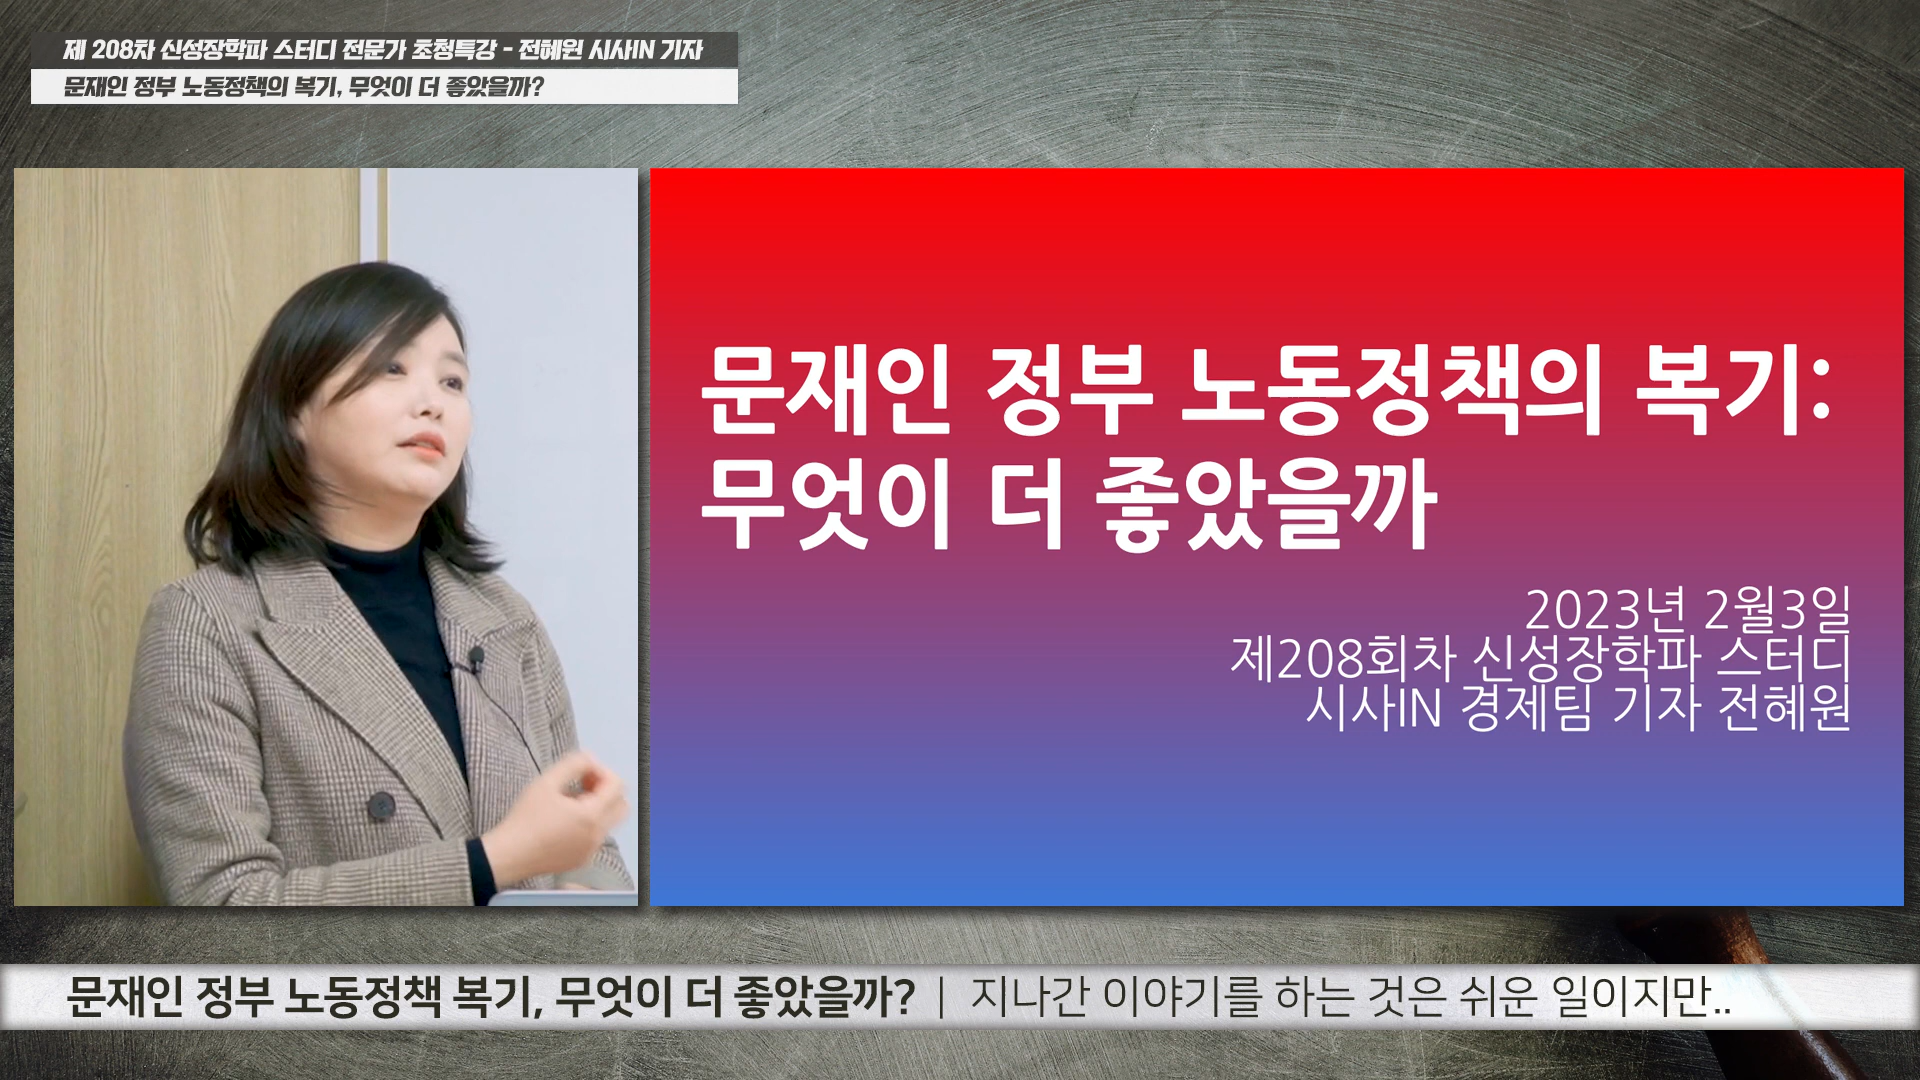 제 208차 신성장학파 스터디 전문가 초청특강 - 전혜원 시사IN 기자
문재인 정부 노동정책의 복기, 무엇이 더 좋았을까?
문재인 정부 노동정책의 복기:
무엇이 더 좋았을까
2023년 2월3일
제208회차 신성장학파 스터디
시사IN 경제팀 기자 전혜원
문재인 정부 노동정책 복기, 무엇이 더 좋았을까? | 지나간 이야기를 하는 것은 쉬운 일이지만..